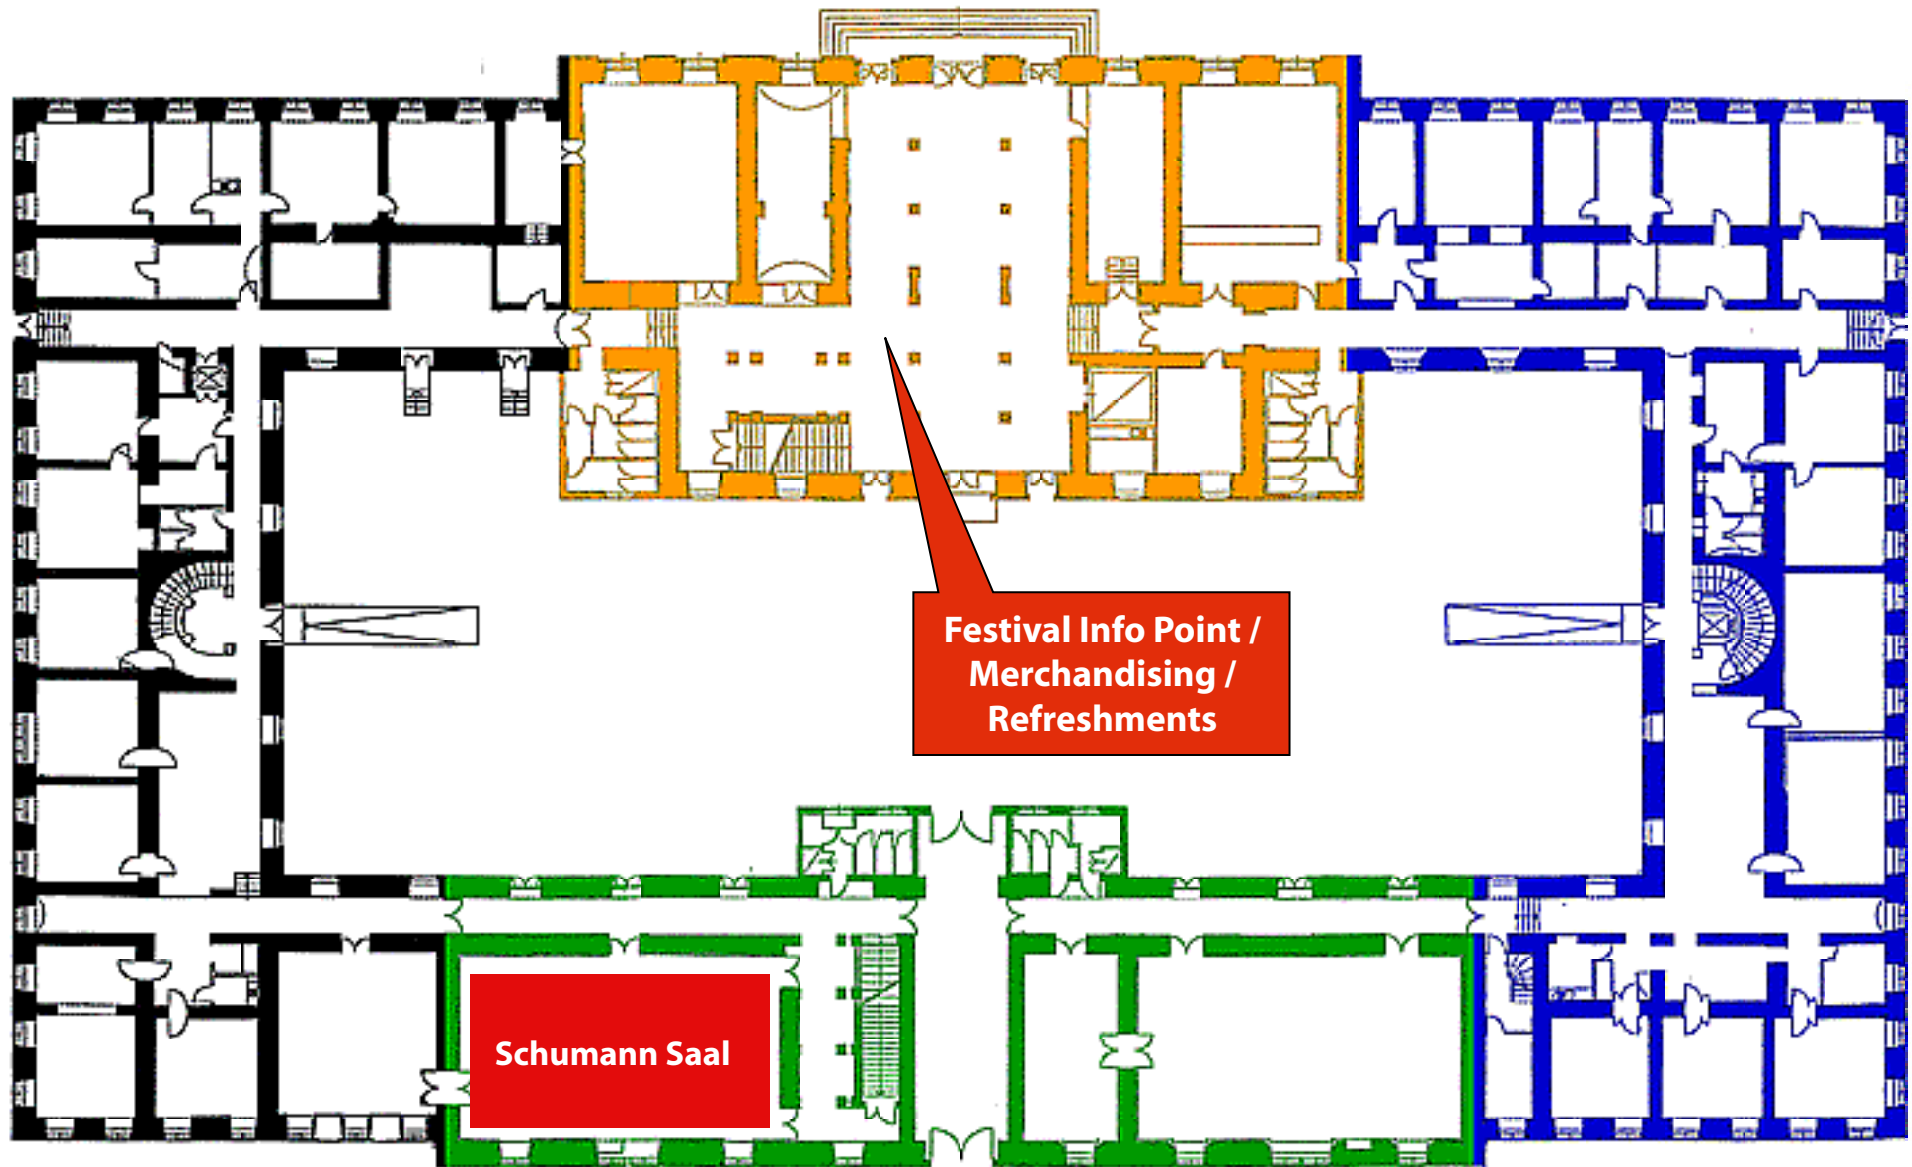 Festival Info Point /
Merchandising /
Refreshments
Schumann Saal